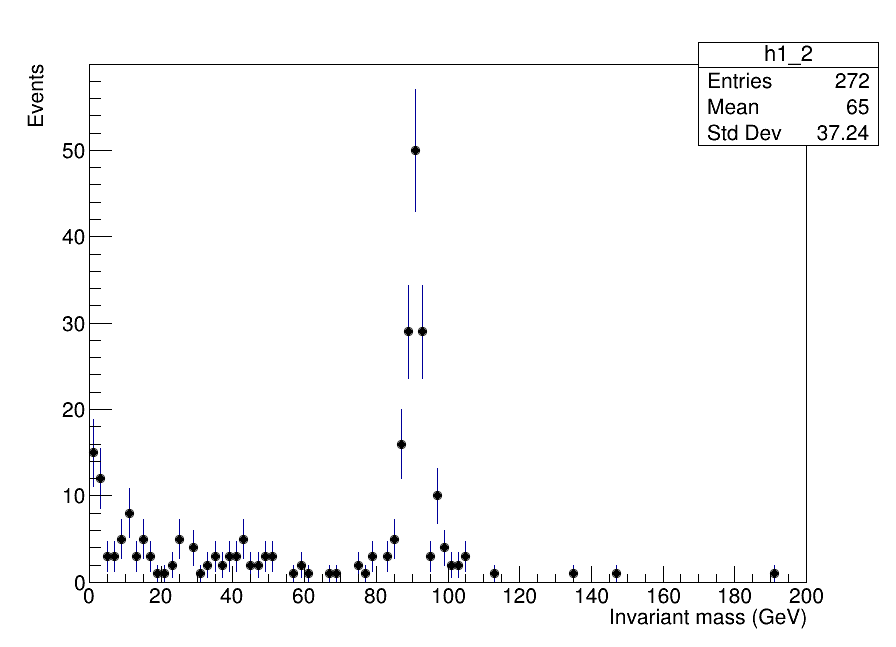 h1_2
Entries 272
Mean 65
Std Dev 37.24
Events
50
40
30
20
10
0
0 20 40 60 80 100 120 140 160 180 200
Invariant mass (GeV)